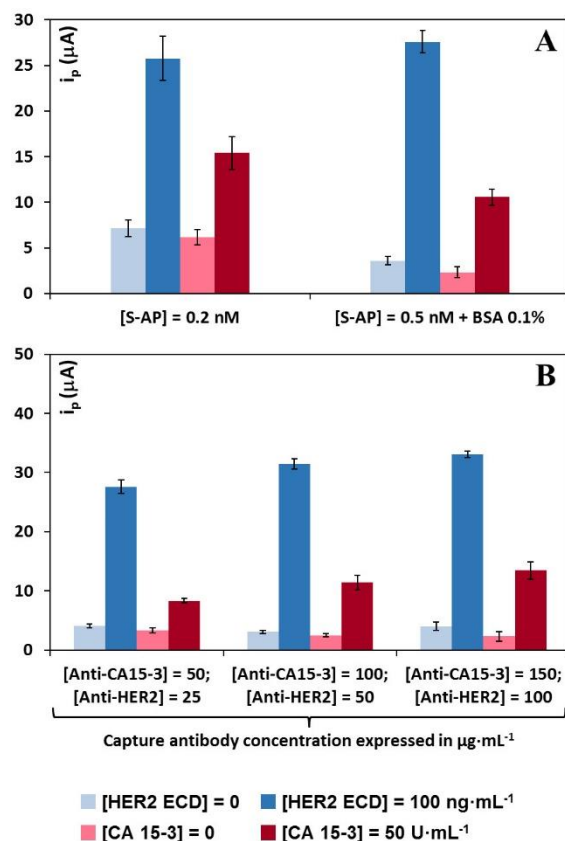 A
i_p (μA)
30
25
20
15
10
5
0
[S-AP] = 0.2 nM
[S-AP] = 0.5 nM + BSA 0.1%
B
i_p (μA)
50
40
30
20
10
0
[Anti-CA15-3] = 50; [Anti-CA15-3] = 100; [Anti-CA15-3] = 150;
[Anti-HER2] = 25 [Anti-HER2] = 50 [Anti-HER2] = 100
Capture antibody concentration expressed in μg·mL⁻¹
[HER2 ECD] = 0 [HER2 ECD] = 100 ng·mL⁻¹
[CA 15-3] = 0 [CA 15-3] = 50 U·mL⁻¹